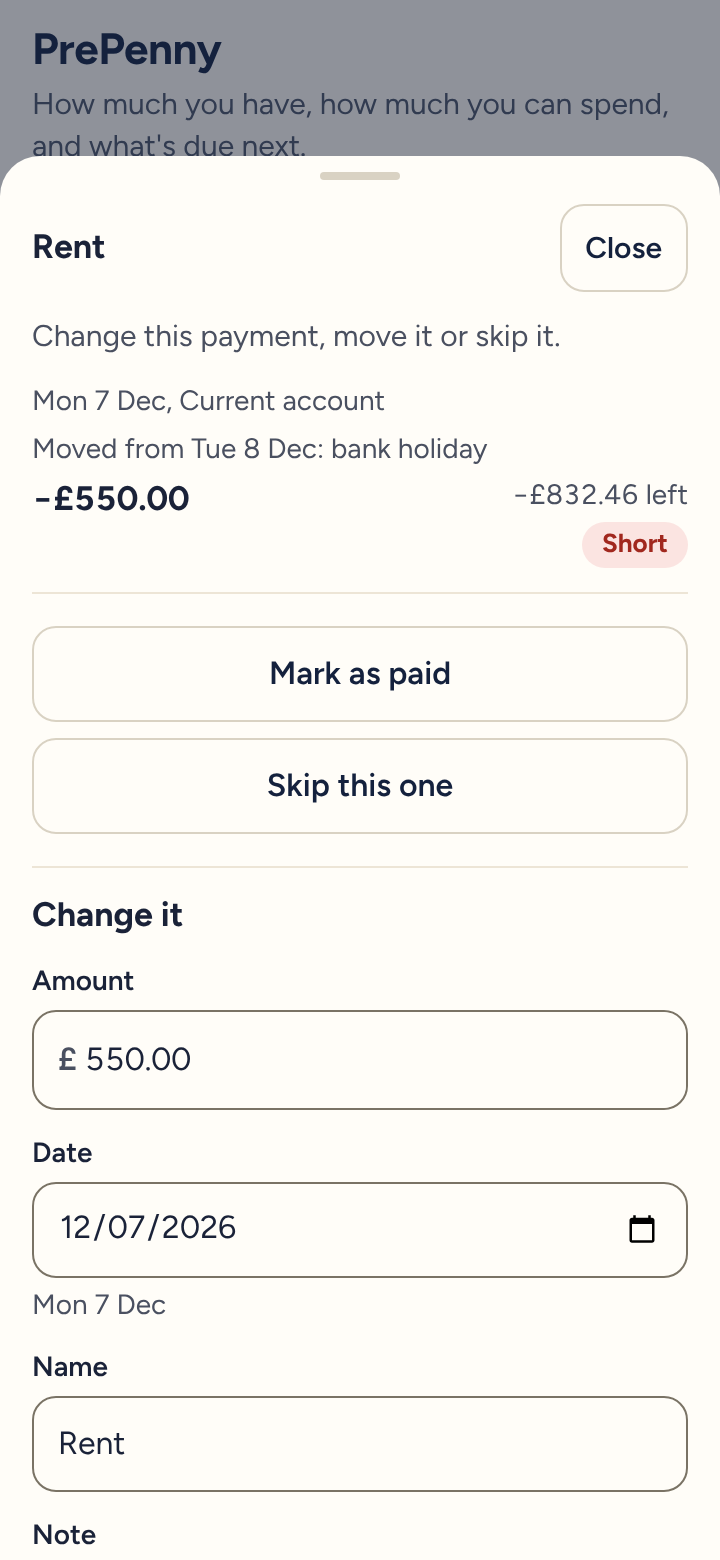 PrePenny
How much you have, how much you can spend,
and what's due next.
Rent
Close
Change this payment, move it or skip it.
Mon 7 Dec, Current account
Moved from Tue 8 Dec: bank holiday
−£550.00
−£832.46 left
Short
Mark as paid
Skip this one
Change it
Amount
£ 550.00
Date
12/07/2026
Mon 7 Dec
Name
Rent
Note